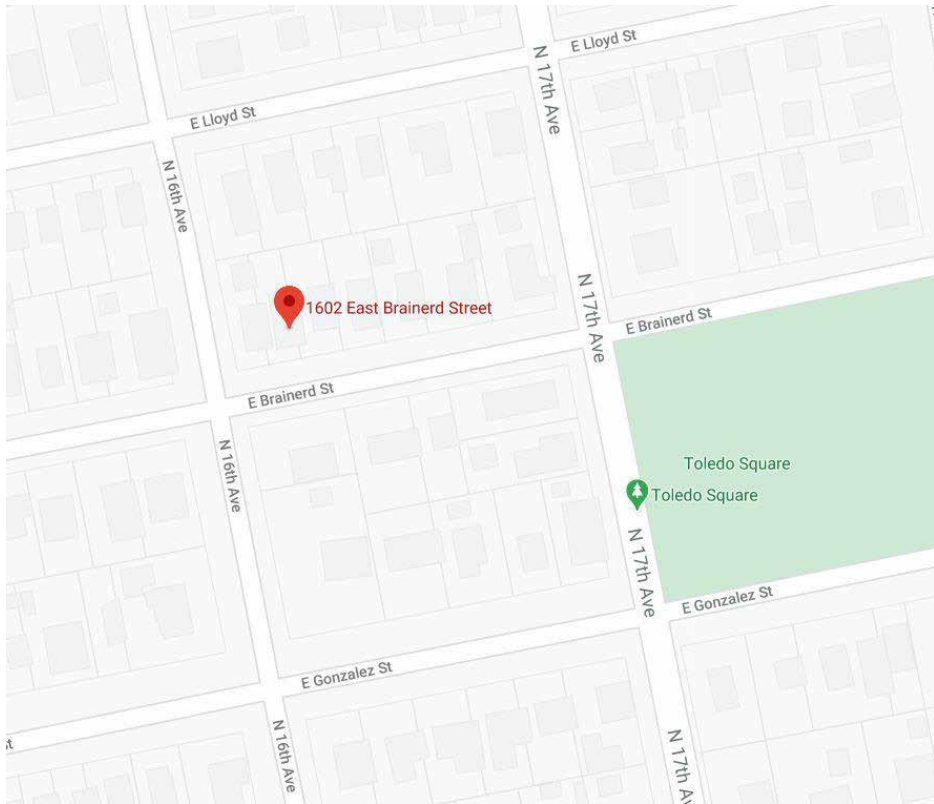 E Lloyd St
N 17th Ave
E Lloyd St
N 16th Ave
N 17th Ave
1602 East Brainerd Street
E Brainerd St
E Brainerd St
N 16th Ave
Toledo Square
Toledo Square
N 17th Ave
E Gonzalez St
E Gonzalez St
N 16th Ave
N 17th Av
st